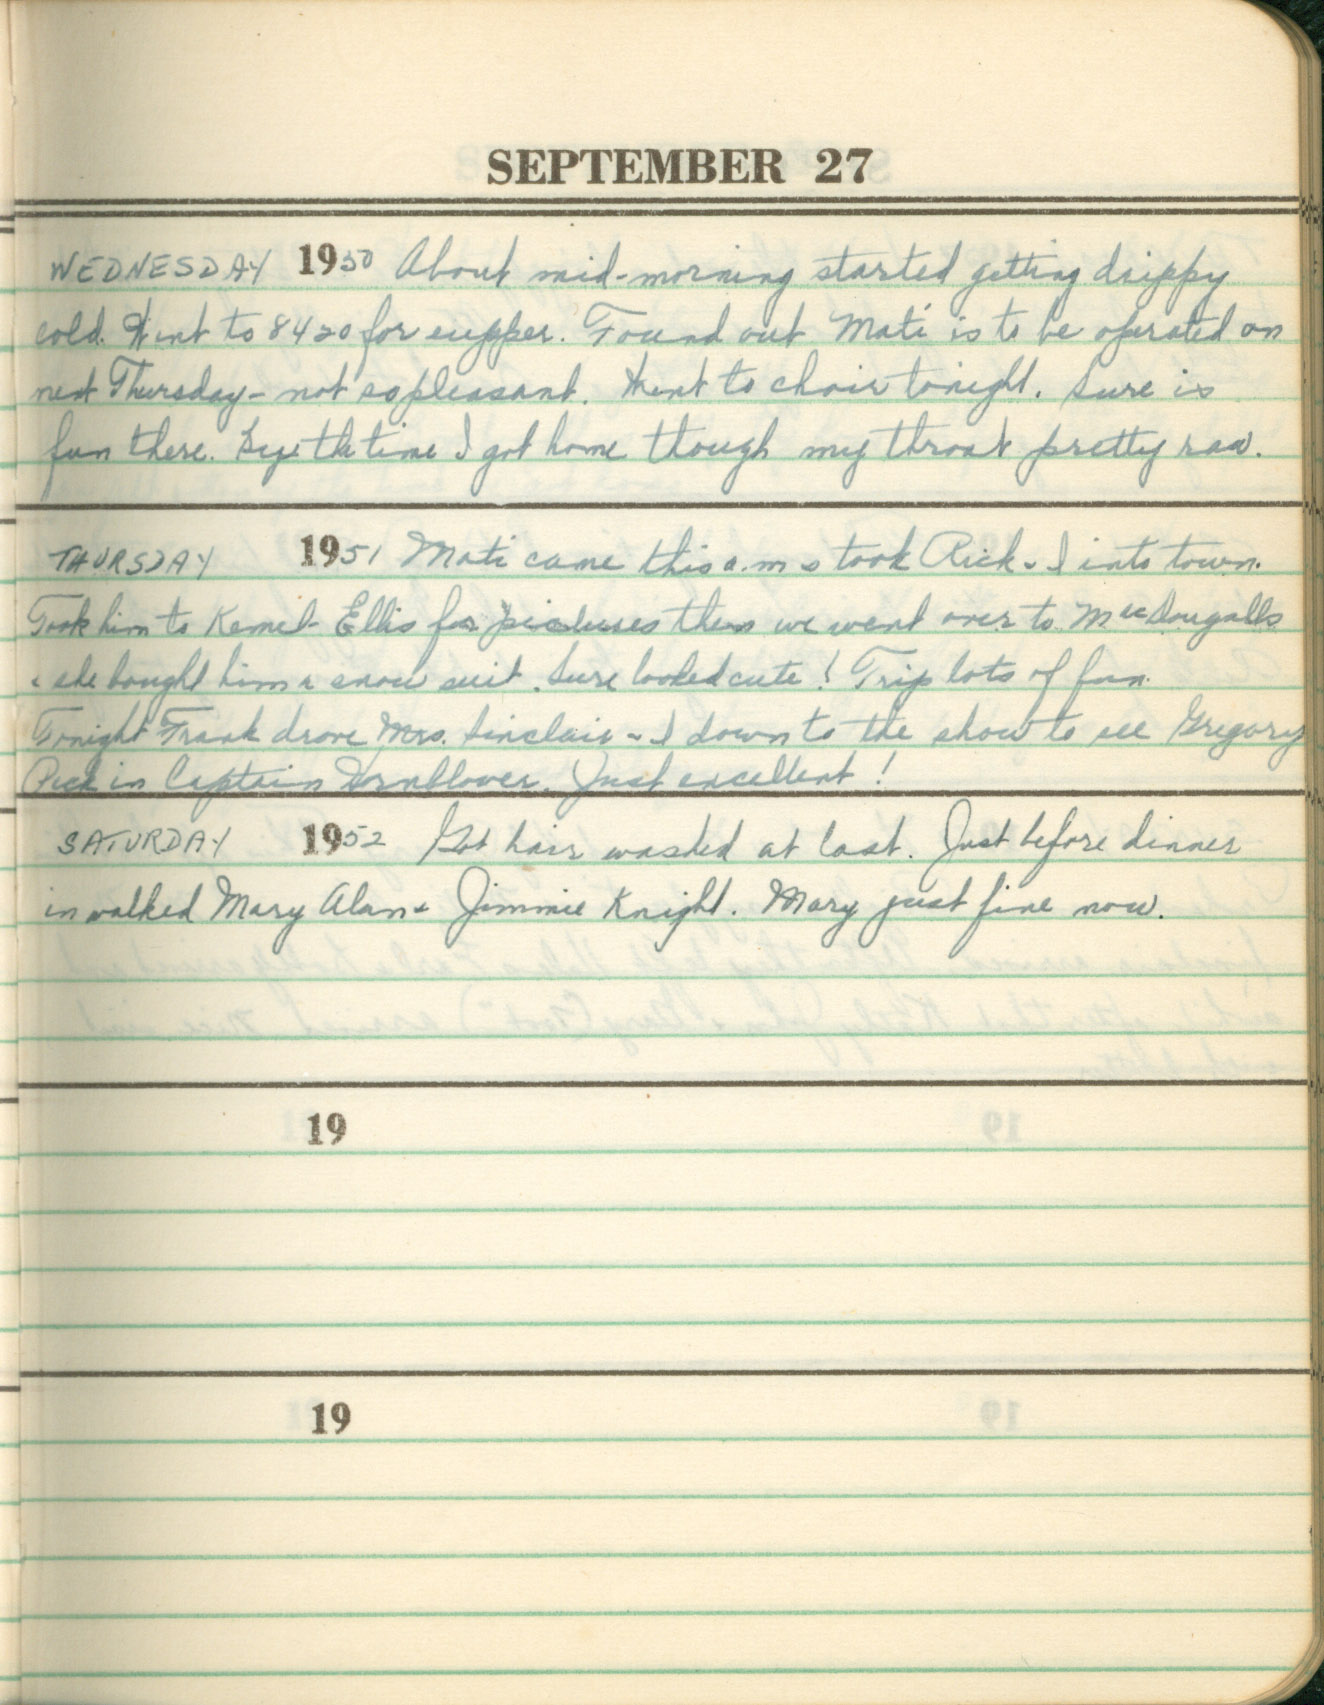 SEPTEMBER 27
WEDNESDAY 1950 About mid-morning started getting drippy
cold. Went to 8420 for supper. Found out Mati is to be operated on
next Thursday - not so pleasant. Went to choir tonight. Sure is
fun there. Bye the time I got home though my throat pretty raw.
THURSDAY 1951 Mati came this a.m & took Rick & I into town.
Took him to Kemel-Ellis for pictures then we went over to MacDougalls
& she bought him a snow suit. Sure looked cute! Trip lots of fun.
Tonight Frank drove Mrs. Sinclair & I down to the show to see Gregory
Peck in Captain Hornblower. Just excellent!
SATURDAY 1952 Got hair washed at last. Just before dinner
in walked Mary Alan & Jimmie Knight. Mary just fine now.
19
19